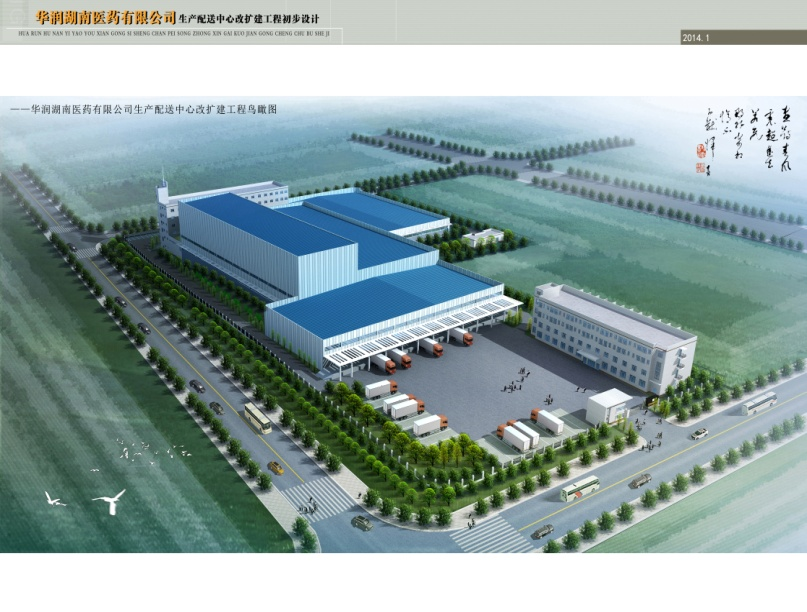 华润湖南医药有限公司生产配送中心改扩建工程初步设计
HUA RUN HU NAN YI YAO YOU XIAN GONG SI SHENG CHAN PEI SONG ZHONG XIN GAI KUO JIAN GONG CHENG CHU BU SHE JI
2014. 1
——华润湖南医药有限公司生产配送中心改扩建工程鸟瞰图